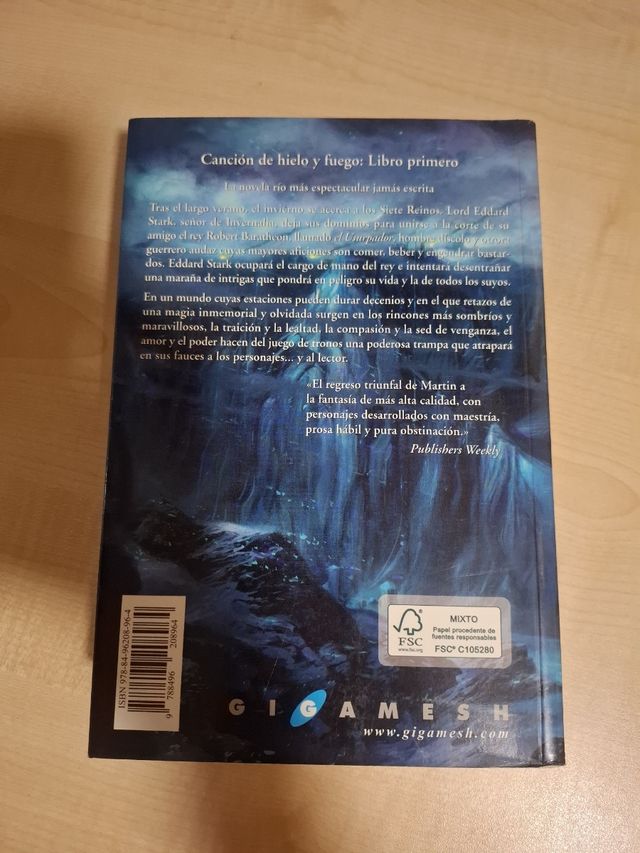 Canción de hielo y fuego: Libro primero
La novela río más espectacular jamás escrita
Tras el largo verano, el invierno se acerca a los Siete Reinos. Lord Eddard
Stark, señor de Invernalia, deja sus dominios para unirse a la corte de su
amigo el rey Robert Baratheon, llamado el Usurpador, hombre díscolo y otrora
guerrero audaz cuyas mayores aficiones son comer, beber y engendrar bastar-
dos. Eddard Stark ocupará el cargo de mano del rey e intentará desentrañar
una maraña de intrigas que pondrá en peligro su vida y la de todos los suyos.
En un mundo cuyas estaciones pueden durar decenios y en el que retazos de
una magia inmemorial y olvidada surgen en los rincones más sombríos y
maravillosos, la traición y la lealtad, la compasión y la sed de venganza, el
amor y el poder hacen del juego de tronos una poderosa trampa que atrapará
en sus fauces a los personajes... y al lector.
«El regreso triunfal de Martin a
la fantasía de más alta calidad, con
personajes desarrollados con maestría,
prosa hábil y pura obstinación.»
Publishers Weekly
ISBN 978-84-96208-96-4
9 788496 208964
FSC
www.fsc.org
MIXTO
Papel procedente de
fuentes responsables
FSC® C105280
GIGAMESH
www.gigamesh.com